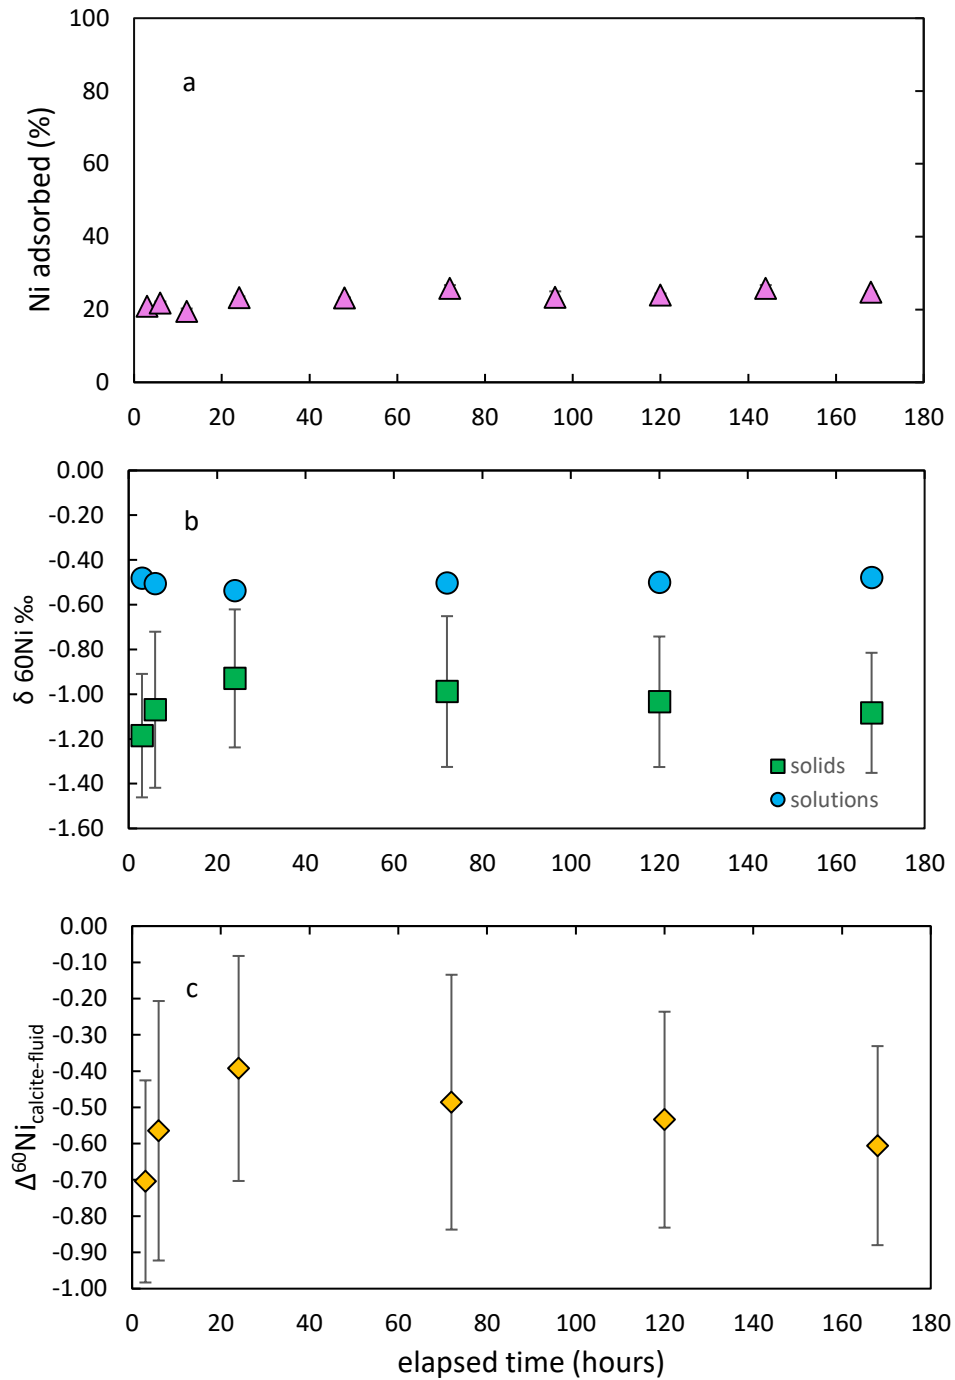 100
80
60
40
20
0
Ni adsorbed (%)
a
0 20 40 60 80 100 120 140 160 180
0.00
-0.20
-0.40
-0.60
-0.80
-1.00
-1.20
-1.40
-1.60
δ 60Ni ‰
b
solids
solutions
0 20 40 60 80 100 120 140 160 180
0.00
-0.10
-0.20
-0.30
-0.40
-0.50
-0.60
-0.70
-0.80
-0.90
-1.00
Δ⁶⁰Ni calcite-fluid
c
0 20 40 60 80 100 120 140 160 180
elapsed time (hours)